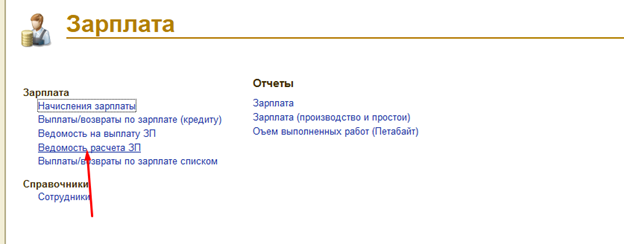 Зарплата
Зарплата
Начисления зарплаты
Выплаты/возвраты по зарплате (кредиту)
Ведомость на выплату ЗП
Ведомость расчета ЗП
Выплаты/возвраты по зарплате списком
Справочники
Сотрудники
Отчеты
Зарплата
Зарплата (производство и простои)
Оъем выполненных работ (Петабайт)